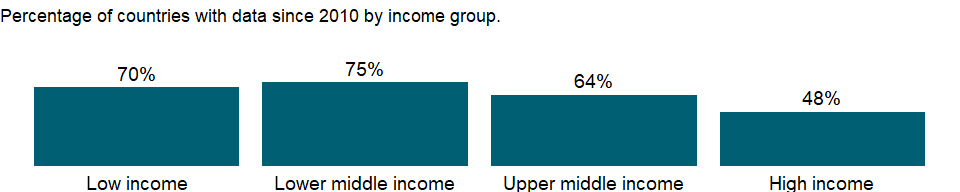 Percentage of countries with data since 2010 by income group.
70% 75% 64% 48%
Low income Lower middle income Upper middle income High income